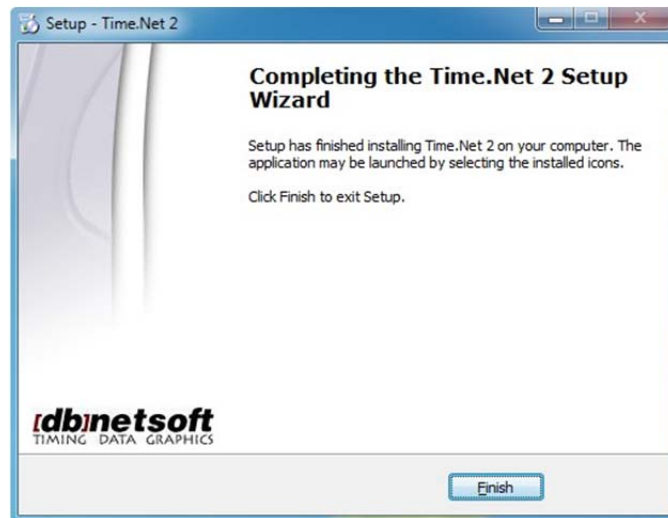 Setup - Time.Net 2
Completing the Time.Net 2 Setup
Wizard
Setup has finished installing Time.Net 2 on your computer. The
application may be launched by selecting the installed icons.
Click Finish to exit Setup.
[db]netsoft
TIMING DATA GRAPHICS
Finish